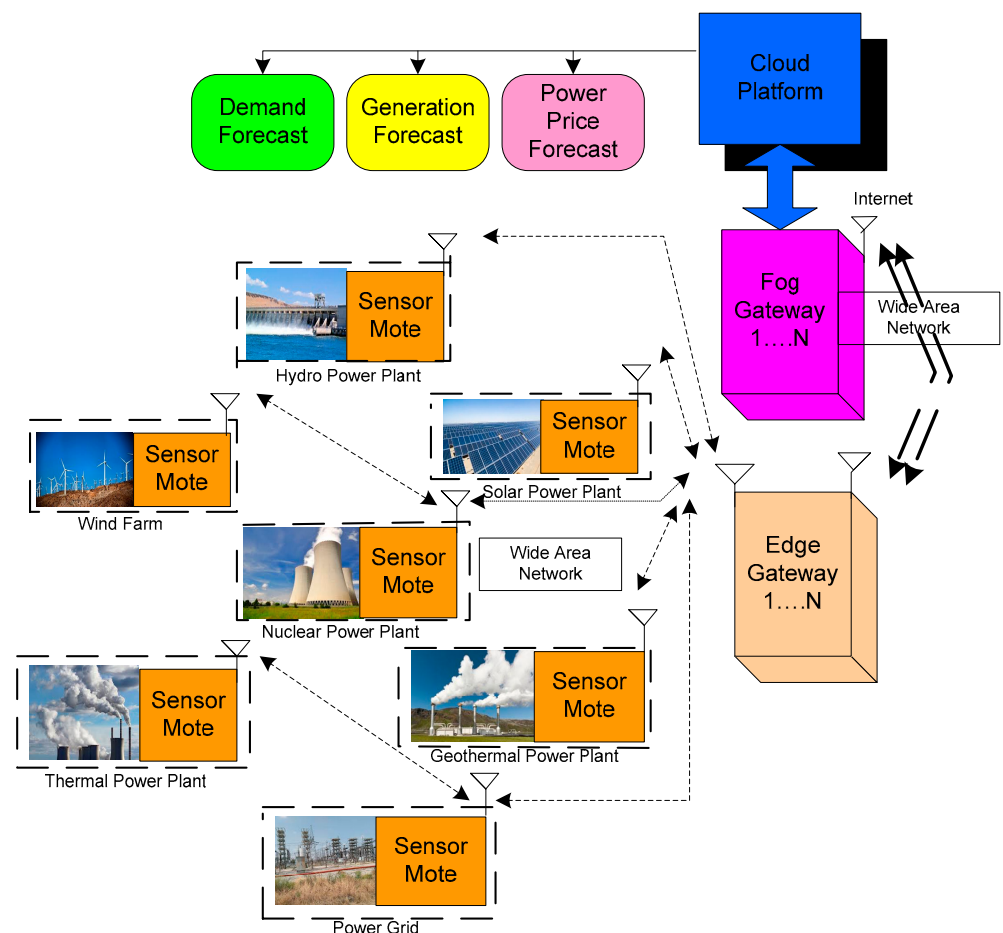 Cloud
Platform
Demand
Forecast
Generation
Forecast
Power
Price
Forecast
Internet
Fog
Gateway
1....N
Wide Area
Network
Sensor
Mote
Hydro Power Plant
Sensor
Mote
Solar Power Plant
Sensor
Mote
Wind Farm
Sensor
Mote
Nuclear Power Plant
Wide Area
Network
Edge
Gateway
1....N
Sensor
Mote
Thermal Power Plant
Sensor
Mote
Geothermal Power Plant
Sensor
Mote
Power Grid